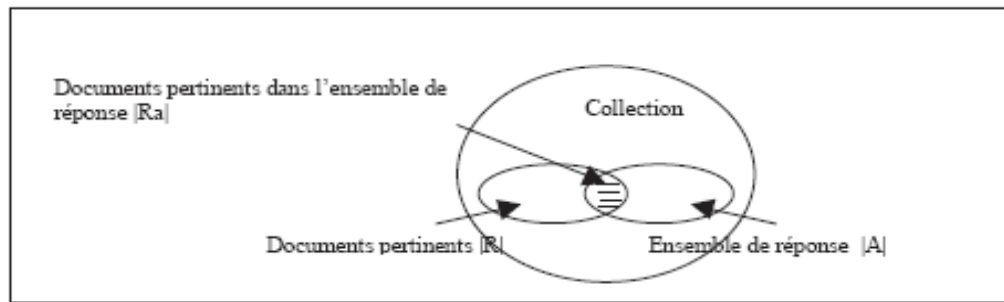 Documents pertinents dans l'ensemble de
réponse |Ra|
Collection
Documents pertinents |R|
Ensemble de réponse |A|